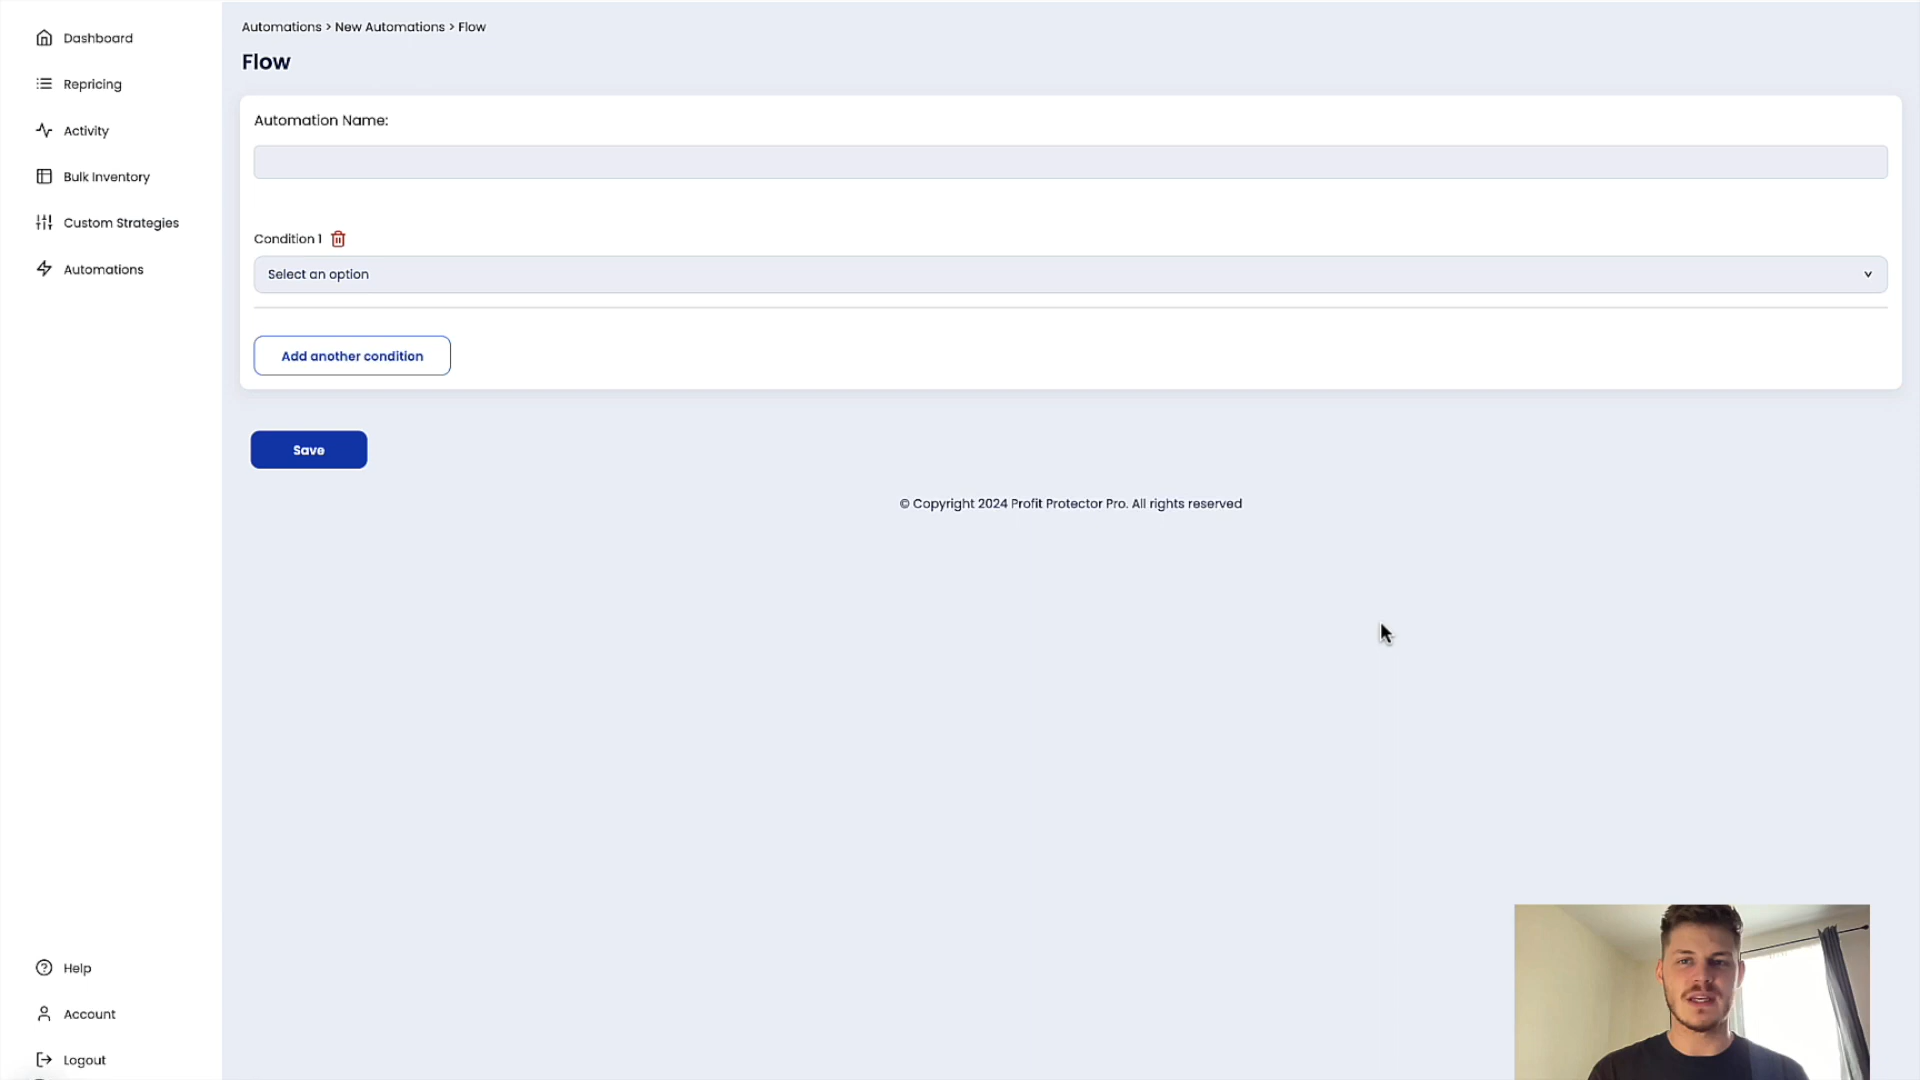 Dashboard
Repricing
Activity
Bulk Inventory
Custom Strategies
Automations
Help
Account
Logout
Automations > New Automations > Flow
Flow
Automation Name:
Condition 1
Select an option
Add another condition
Save
© Copyright 2024 Profit Protector Pro. All rights reserved